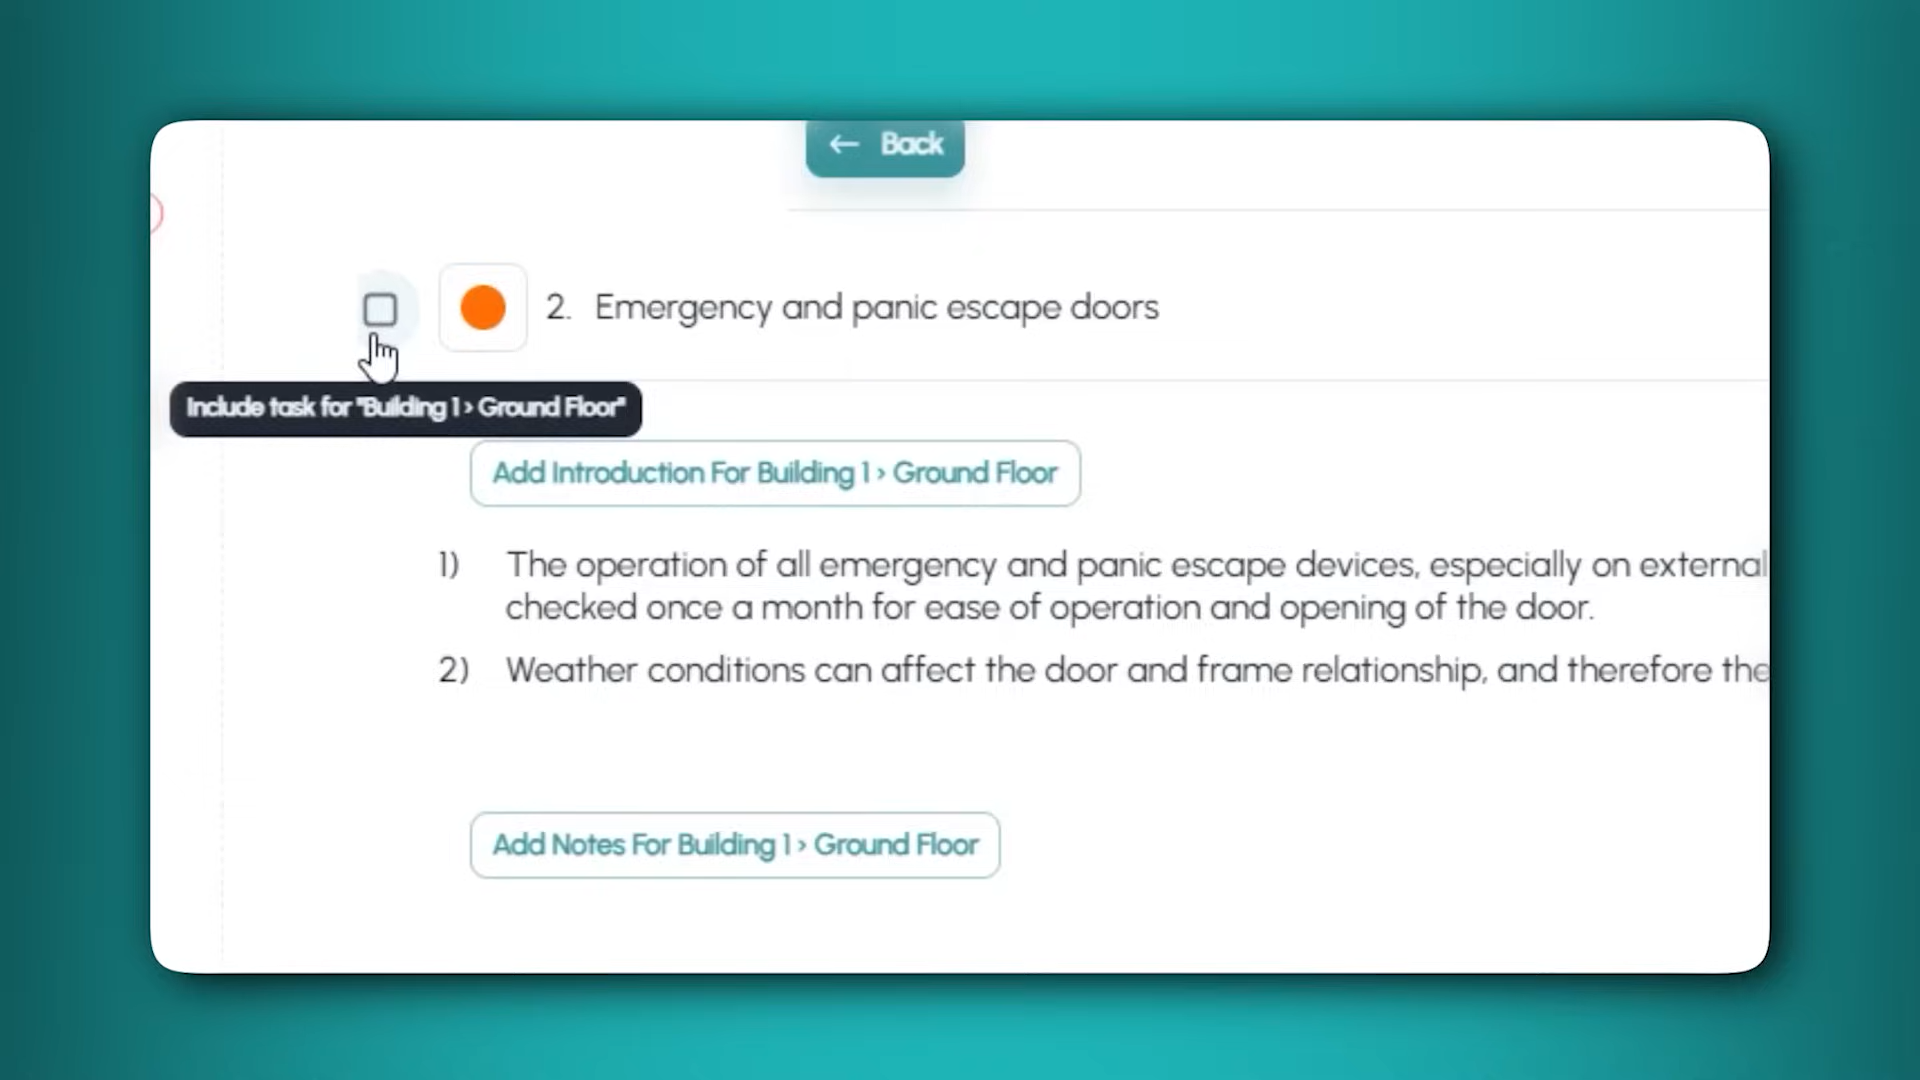 ← Back
2. Emergency and panic escape doors
Include task for "Building 1 › Ground Floor"
Add Introduction For Building 1 › Ground Floor
1) The operation of all emergency and panic escape devices, especially on external
checked once a month for ease of operation and opening of the door.
2) Weather conditions can affect the door and frame relationship, and therefore the
Add Notes For Building 1 › Ground Floor